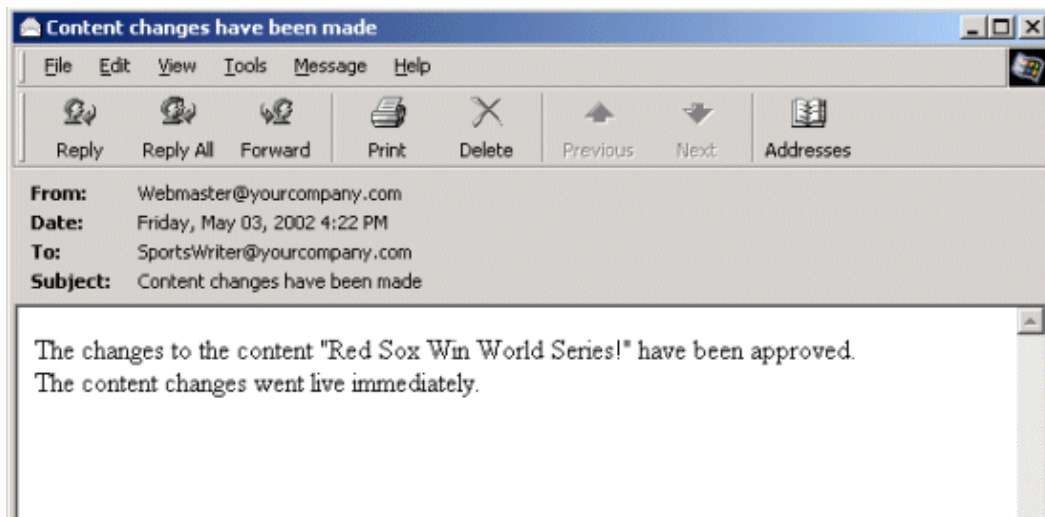 Content changes have been made
File Edit View Tools Message Help
Reply Reply All Forward Print Delete Previous Next Addresses
From: Webmaster@yourcompany.com
Date: Friday, May 03, 2002 4:22 PM
To: SportsWriter@yourcompany.com
Subject: Content changes have been made
The changes to the content "Red Sox Win World Series!" have been approved.
The content changes went live immediately.